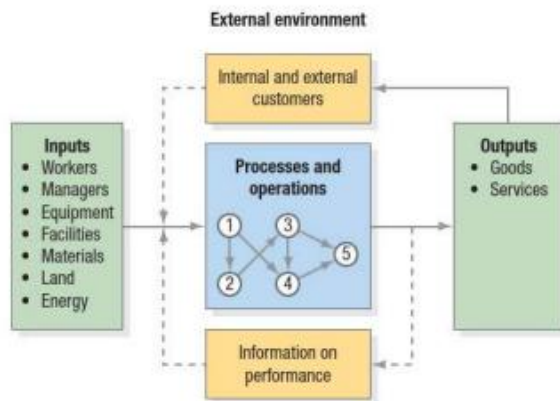 External environment
Internal and external
customers
Inputs
• Workers
• Managers
• Equipment
• Facilities
• Materials
• Land
• Energy
Processes and
operations
1
3
5
2
4
Outputs
• Goods
• Services
Information on
performance